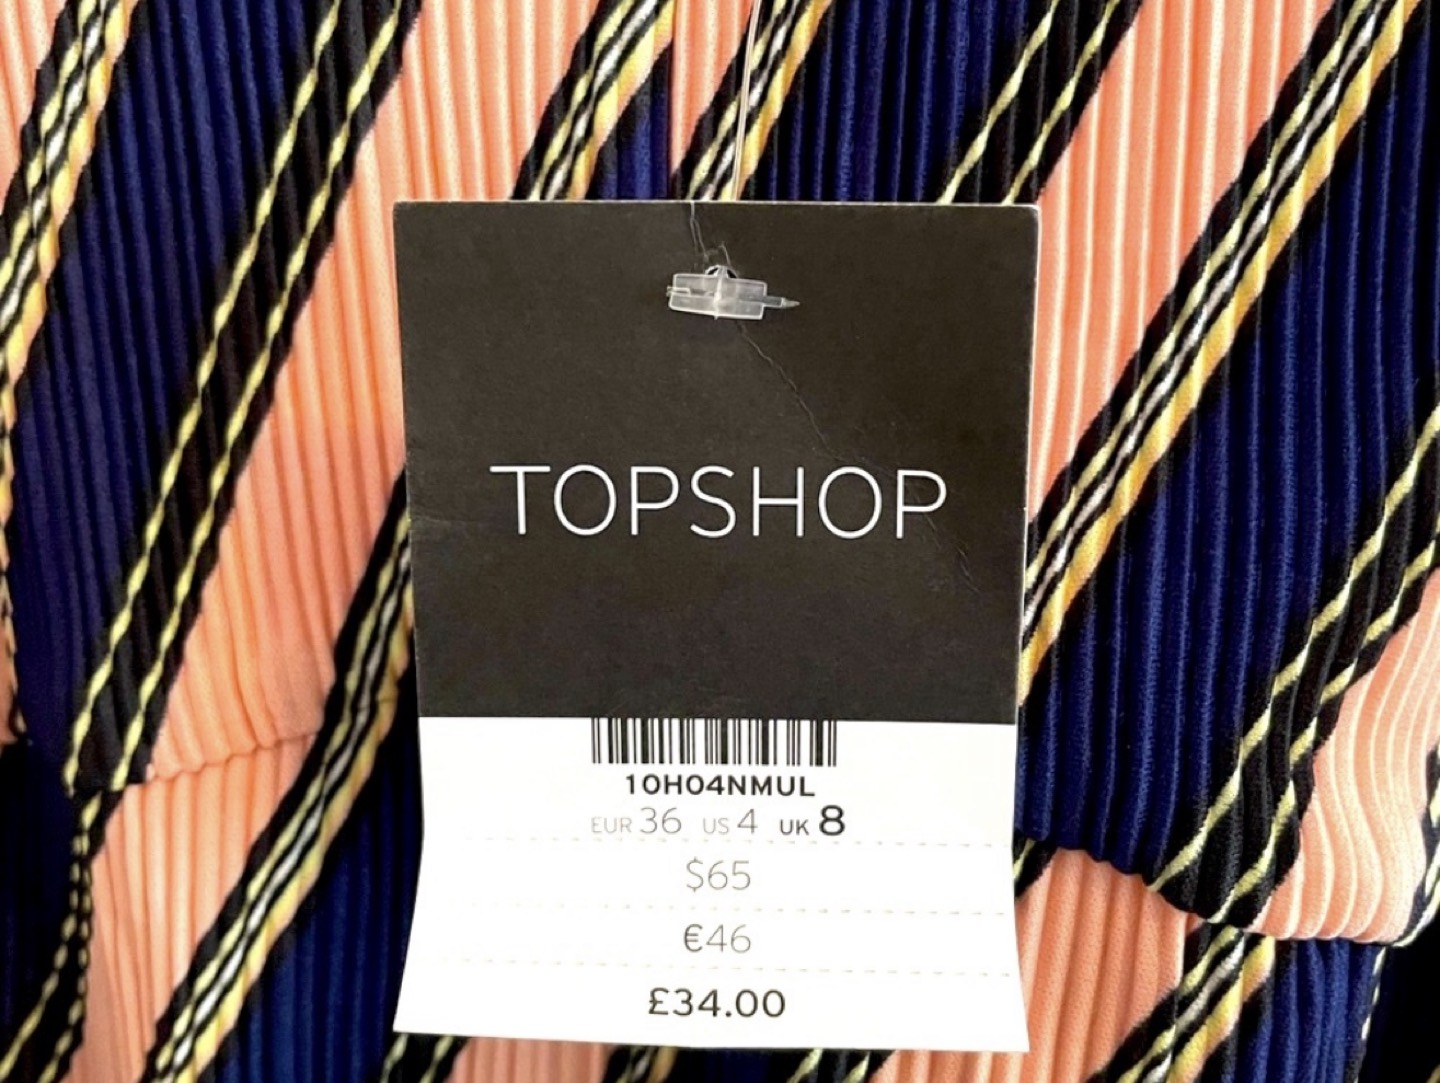 TOPSHOP
10H04NMUL
EUR 36 US 4 UK 8
$65
€46
£34.00